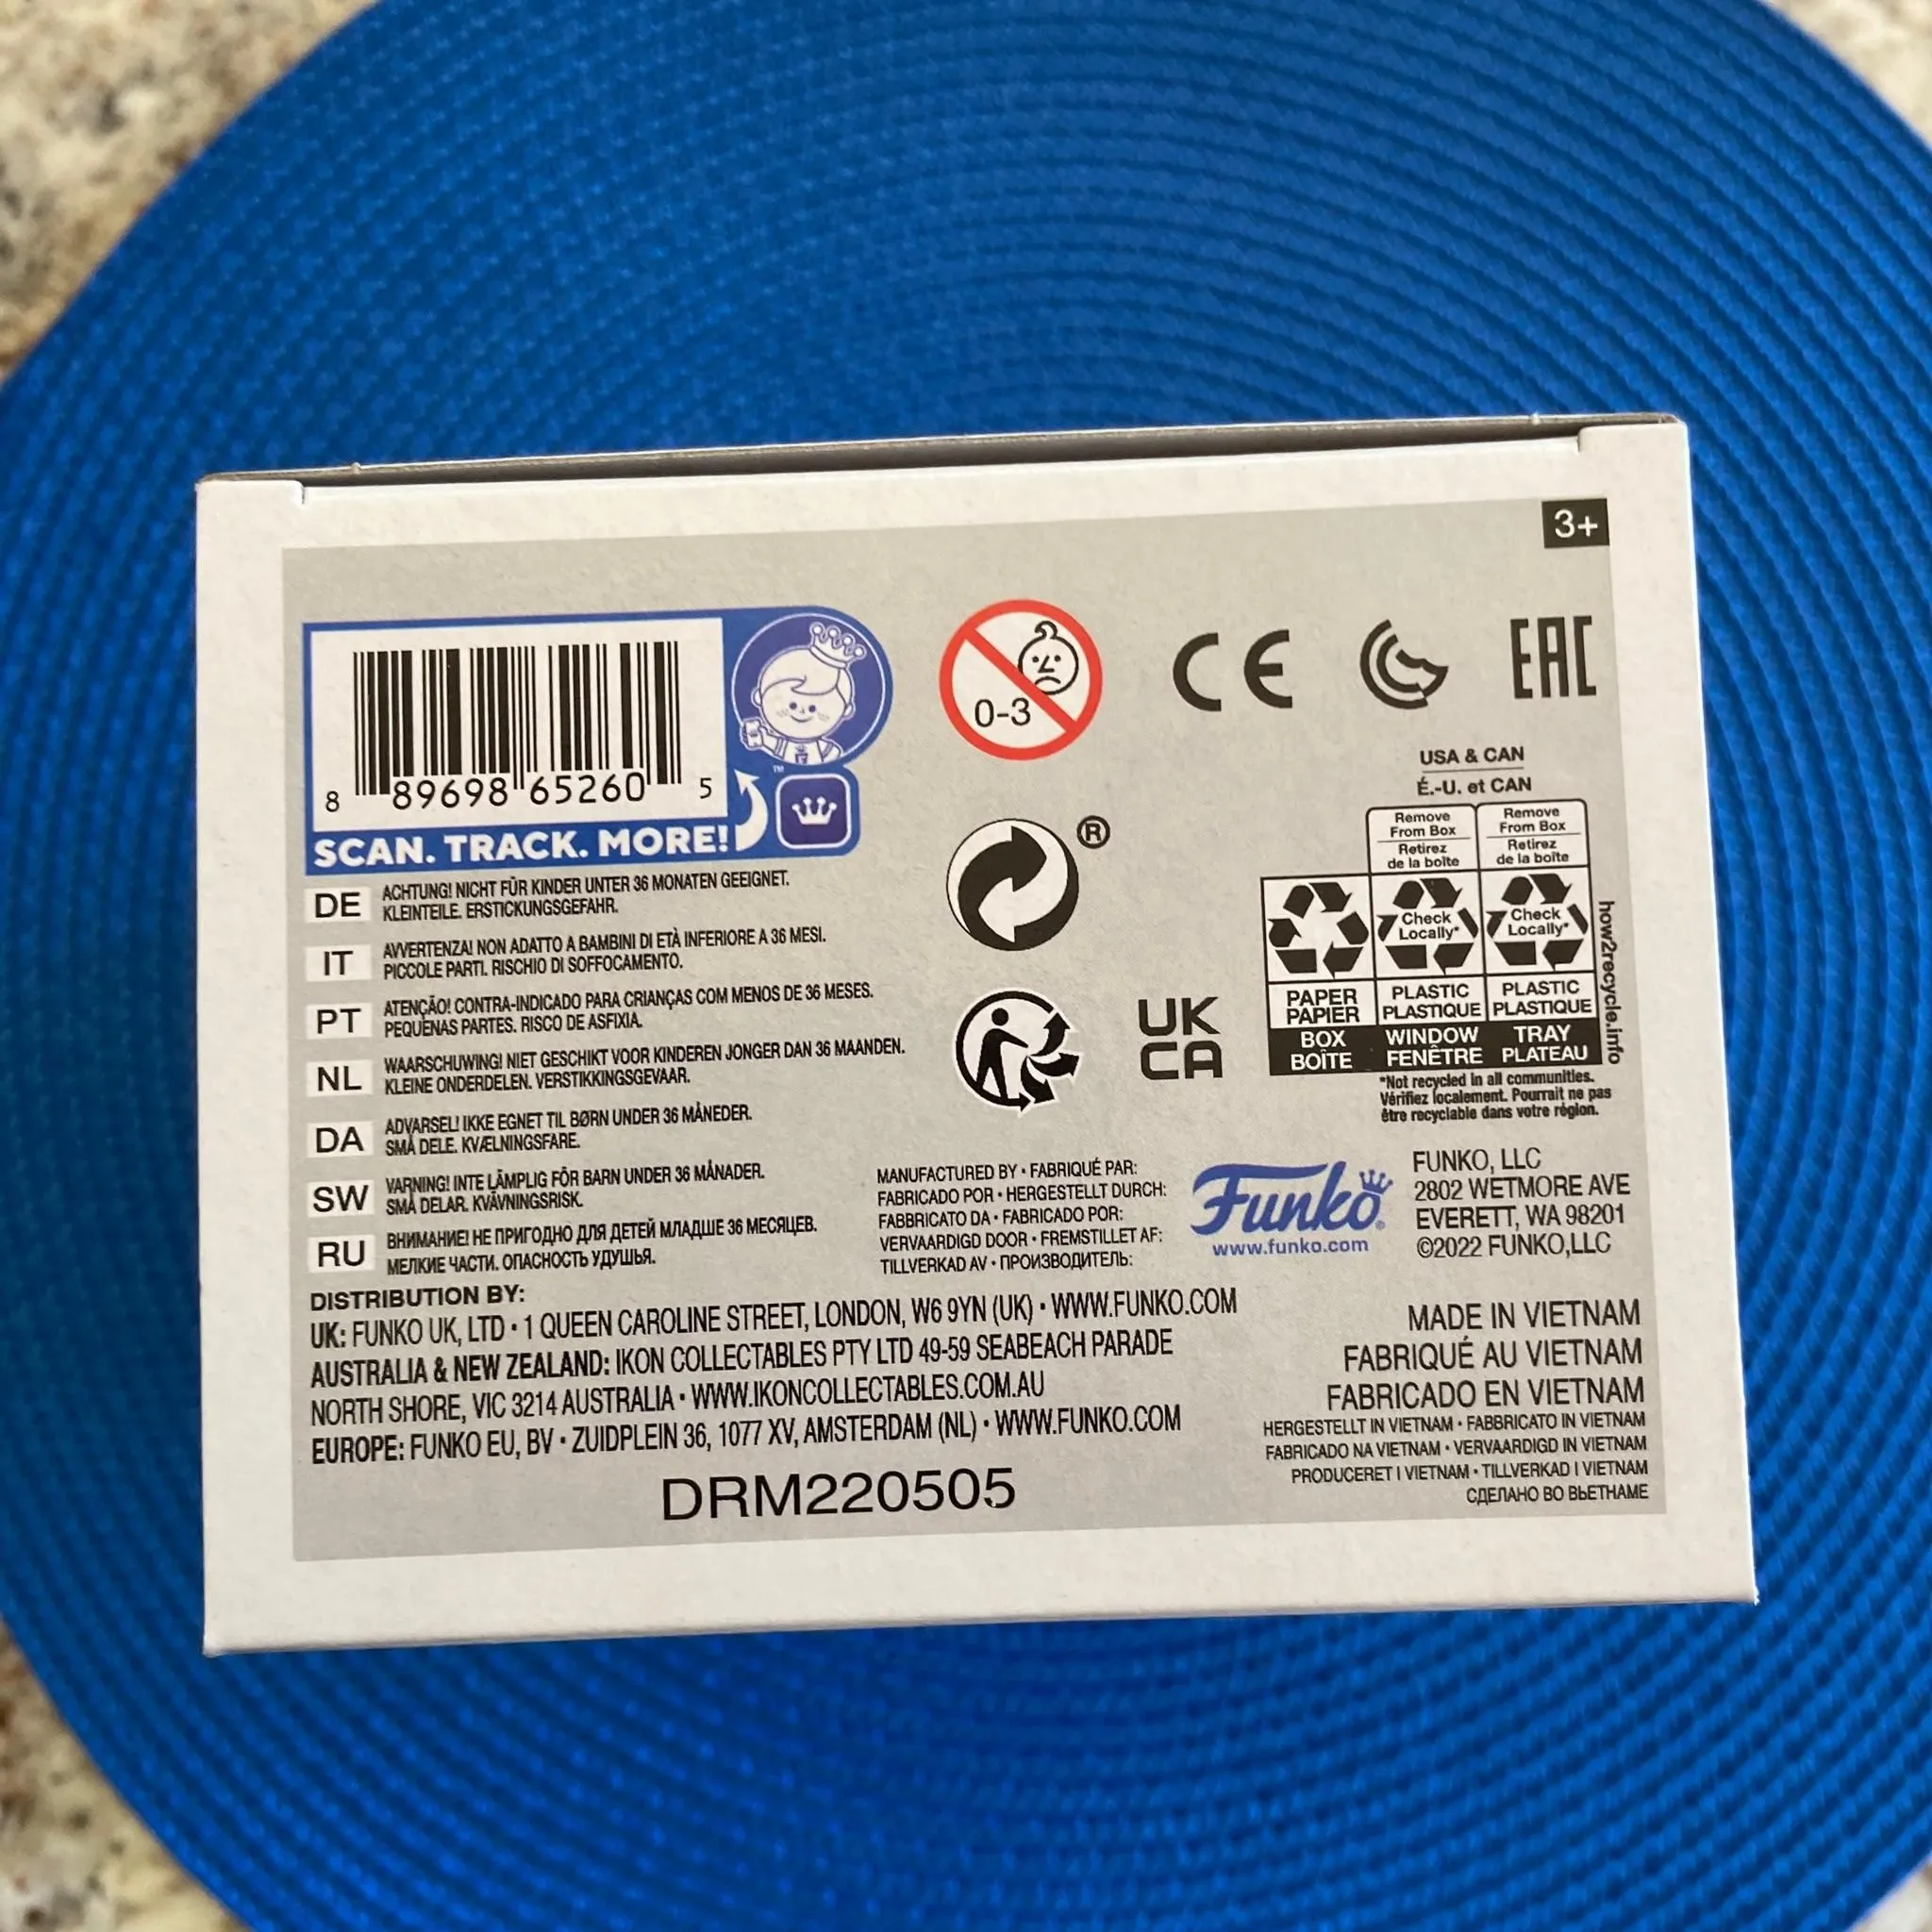 3+
8 89698 65260 5
SCAN. TRACK. MORE!
™
0-3
CE
EAC
USA & CAN
É.-U. et CAN
Remove
From Box
Retirez
de la boîte
Remove
From Box
Retirez
de la boîte
Check
Locally*
Check
Locally*
PAPER
PAPIER
PLASTIC
PLASTIQUE
PLASTIC
PLASTIQUE
BOX
BOÎTE
WINDOW
FENÊTRE
TRAY
PLATEAU
how2recycle.info
*Not recycled in all communities.
Vérifiez localement. Pourrait ne pas
être recyclable dans votre région.
®
UK
CA
DE ACHTUNG! NICHT FÜR KINDER UNTER 36 MONATEN GEEIGNET.
KLEINTEILE. ERSTICKUNGSGEFAHR.
IT AVVERTENZA! NON ADATTO A BAMBINI DI ETÀ INFERIORE A 36 MESI.
PICCOLE PARTI. RISCHIO DI SOFFOCAMENTO.
PT ATENÇÃO! CONTRA-INDICADO PARA CRIANÇAS COM MENOS DE 36 MESES.
PEQUENAS PARTES. RISCO DE ASFIXIA.
NL WAARSCHUWING! NIET GESCHIKT VOOR KINDEREN JONGER DAN 36 MAANDEN.
KLEINE ONDERDELEN. VERSTIKKINGSGEVAAR.
DA ADVARSEL! IKKE EGNET TIL BØRN UNDER 36 MÅNEDER.
SMÅ DELE. KVÆLNINGSFARE.
SW VARNING! INTE LÄMPLIG FÖR BARN UNDER 36 MÅNADER.
SMÅ DELAR. KVÄVNINGSRISK.
RU ВНИМАНИЕ! НЕ ПРИГОДНО ДЛЯ ДЕТЕЙ МЛАДШЕ 36 МЕСЯЦЕВ.
МЕЛКИЕ ЧАСТИ. ОПАСНОСТЬ УДУШЬЯ.
MANUFACTURED BY • FABRIQUÉ PAR:
FABRICADO POR • HERGESTELLT DURCH:
FABBRICATO DA • FABRICADO POR:
VERVAARDIGD DOOR • FREMSTILLET AF:
TILLVERKAD AV • ПРОИЗВОДИТЕЛЬ:
Funko®
www.funko.com
FUNKO, LLC
2802 WETMORE AVE
EVERETT, WA 98201
©2022 FUNKO,LLC
DISTRIBUTION BY:
UK: FUNKO UK, LTD • 1 QUEEN CAROLINE STREET, LONDON, W6 9YN (UK) • WWW.FUNKO.COM
AUSTRALIA & NEW ZEALAND: IKON COLLECTABLES PTY LTD 49-59 SEABEACH PARADE
NORTH SHORE, VIC 3214 AUSTRALIA • WWW.IKONCOLLECTABLES.COM.AU
EUROPE: FUNKO EU, BV • ZUIDPLEIN 36, 1077 XV, AMSTERDAM (NL) • WWW.FUNKO.COM
DRM220505
MADE IN VIETNAM
FABRIQUÉ AU VIETNAM
FABRICADO EN VIETNAM
HERGESTELLT IN VIETNAM • FABBRICATO IN VIETNAM
FABRICADO NA VIETNAM • VERVAARDIGD IN VIETNAM
PRODUCERET I VIETNAM • TILLVERKAD I VIETNAM
СДЕЛАНО ВО ВЬЕТНАМЕ